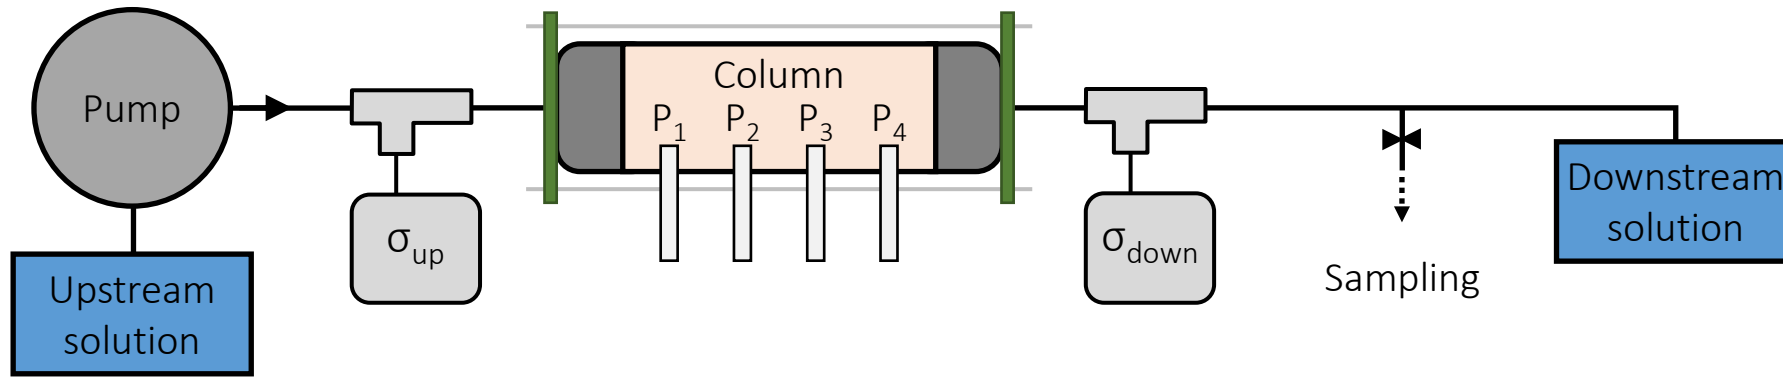 Pump
Upstream
solution
σup
Column
P1 P2 P3 P4
σdown
Sampling
Downstream
solution